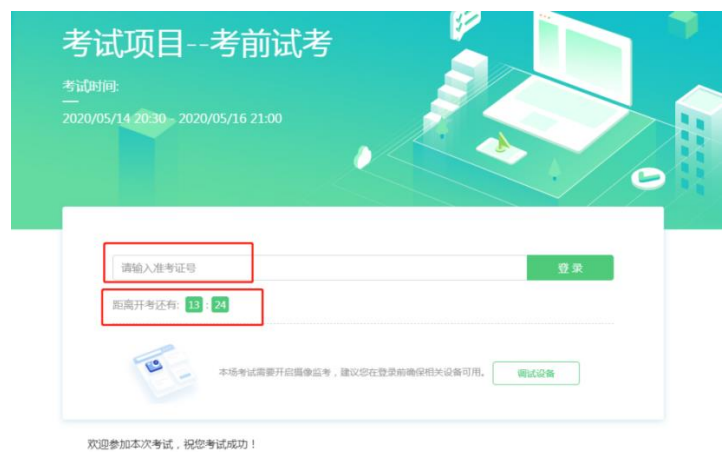 考试项目--考前试考
考试时间:
2020/05/14 20:30 - 2020/05/16 21:00
请输入准考证号
登录
距离开考还有: 13 : 24
本场考试需要开启摄像监考，建议您在登录前确保相关设备可用。
调试设备
欢迎参加本次考试，祝您考试成功！